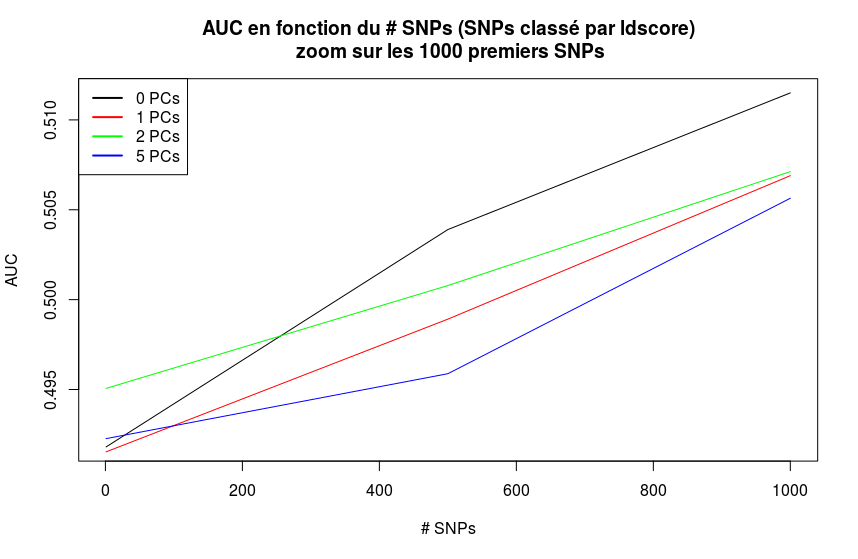 AUC en fonction du # SNPs (SNPs classé par ldscore)
zoom sur les 1000 premiers SNPs
0 PCs
1 PCs
2 PCs
5 PCs
AUC
0.510
0.505
0.500
0.495
0 200 400 600 800 1000
# SNPs